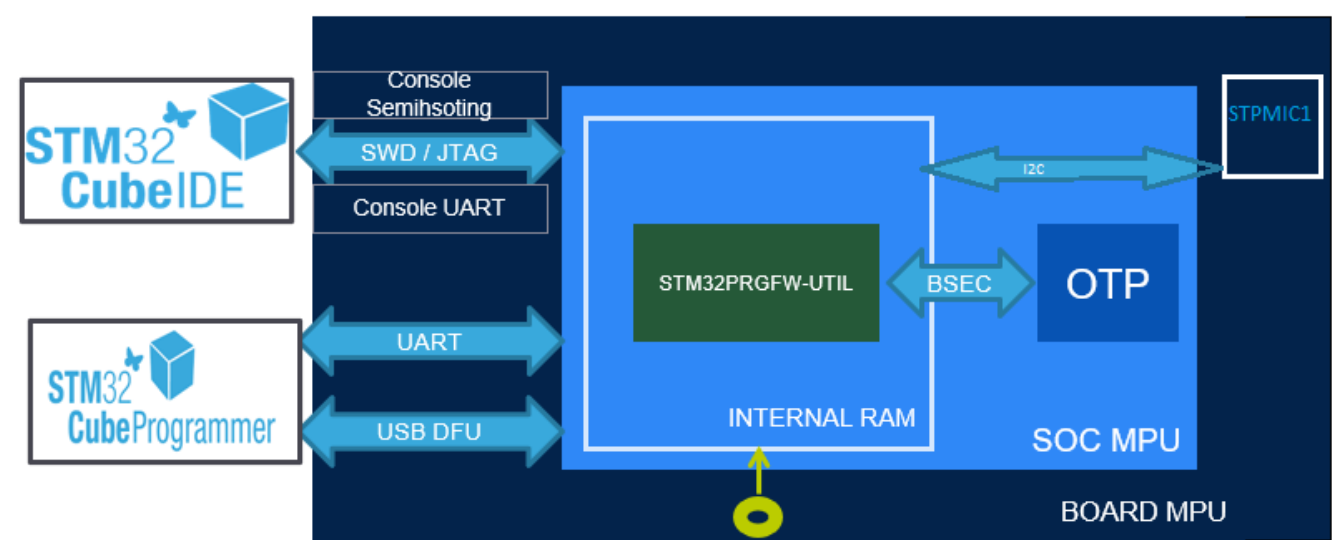 Console
Semihsoting
STM32
CubeIDE
SWD / JTAG
Console UART
STPMIC1
I2C
STM32PRGFW-UTIL
BSEC
OTP
STM32
CubeProgrammer
UART
USB DFU
INTERNAL RAM
SOC MPU
BOARD MPU